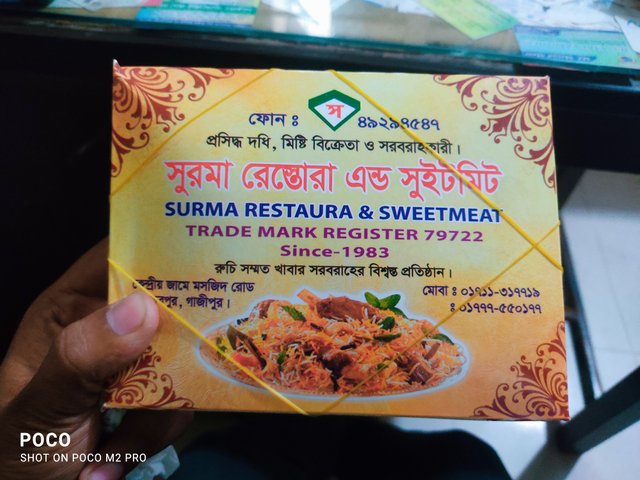 স
ফোন : ৪৯২৯৭৫৪৭
প্রসিদ্ধ দধি, মিষ্টি বিক্রেতা ও সরবরাহকারী।
সুরমা রেস্তোরা এন্ড সুইটমিট
SURMA RESTAURA & SWEETMEAT
TRADE MARK REGISTER 79722
Since-1983
রুচি সম্মত খাবার সরবরাহের বিশ্বস্ত প্রতিষ্ঠান।
কেন্দ্রীয় জামে মসজিদ রোড
গাজীপুর।
মোবা : ০১৭১১-৩১৭৭১৯
: ০১৭৭৭-৫৫০১৭৭
POCO
SHOT ON POCO M2 PRO